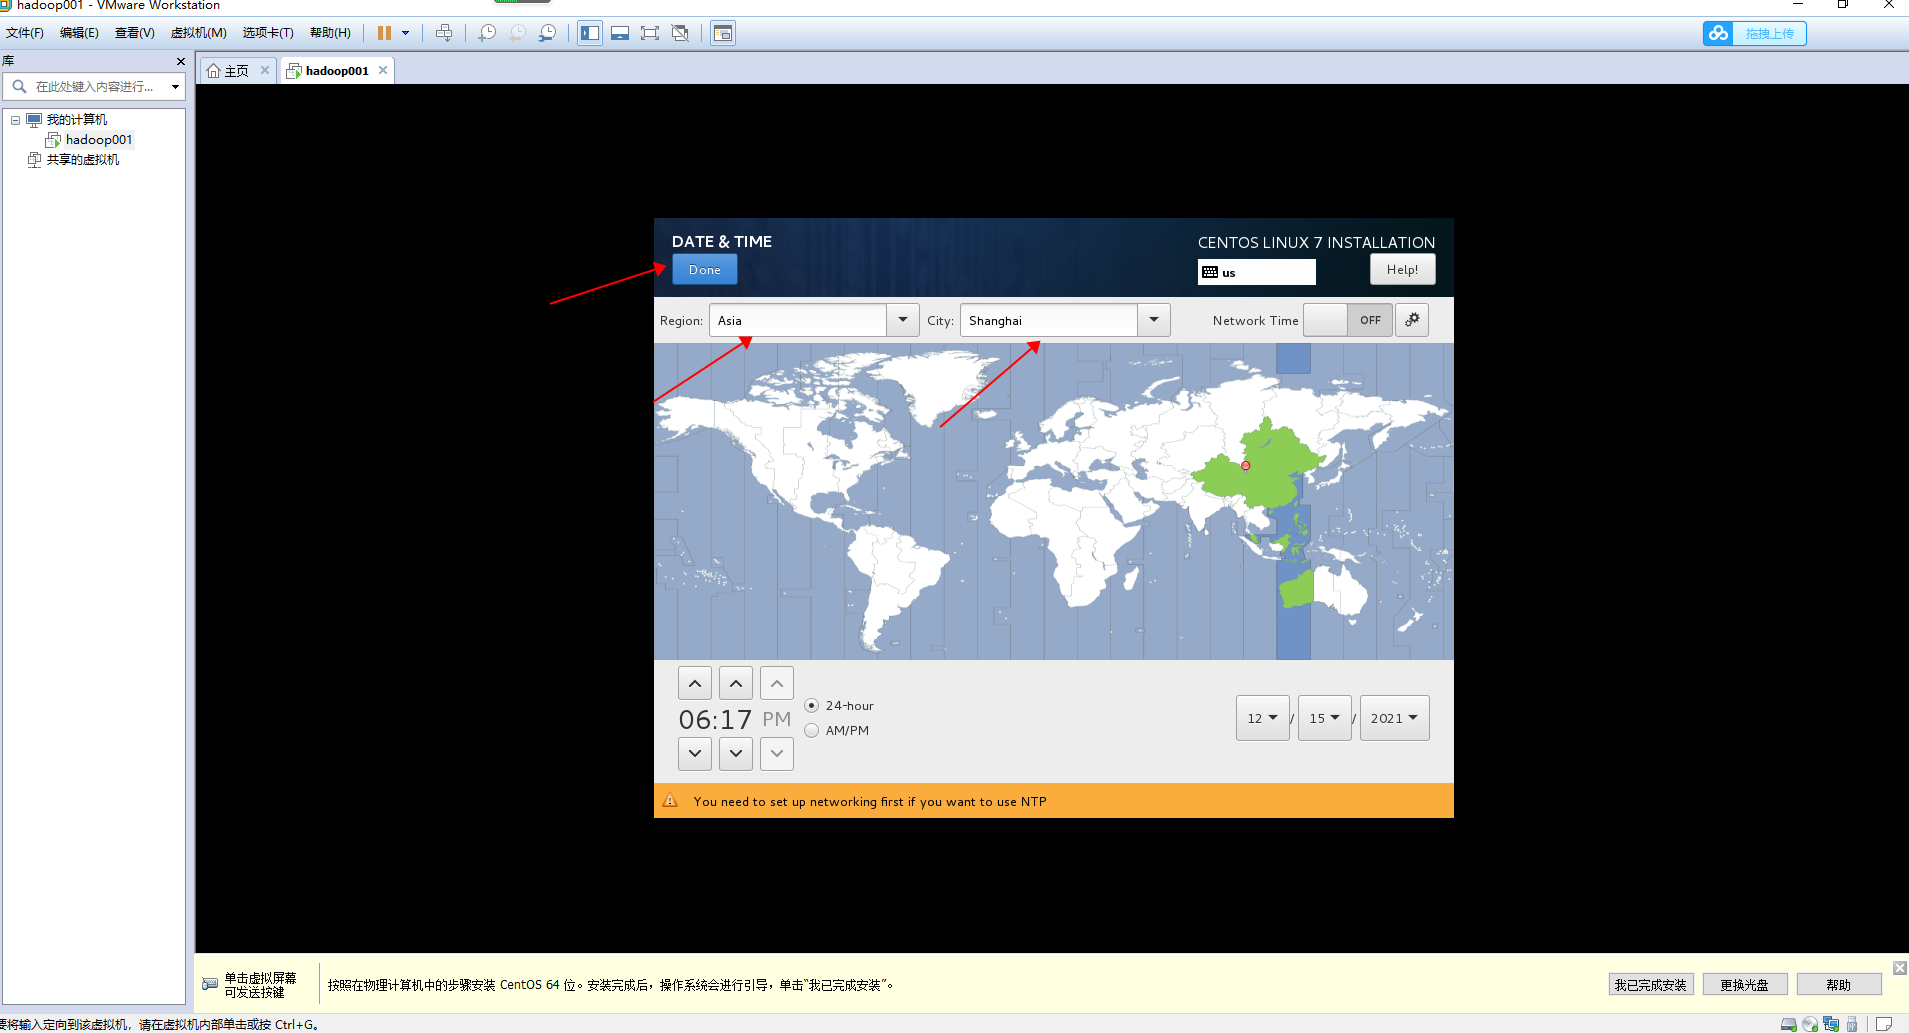 hadoop001 - VMware Workstation
文件(F) 编辑(E) 查看(V) 虚拟机(M) 选项卡(T) 帮助(H)
拖拽上传
库
主页
hadoop001
在此处键入内容进行...
我的计算机
hadoop001
共享的虚拟机
DATE & TIME
CENTOS LINUX 7 INSTALLATION
Done
us
Help!
Region: Asia City: Shanghai Network Time OFF
24-hour
06:17 PM
AM/PM
12 / 15 / 2021
You need to set up networking first if you want to use NTP
单击虚拟屏幕
可发送按键
按照在物理计算机中的步骤安装 CentOS 64 位。安装完成后，操作系统会进行引导，单击“我已完成安装”。
我已完成安装 更换光盘 帮助
要将输入定向到该虚拟机，请在虚拟机内部单击或按 Ctrl+G。